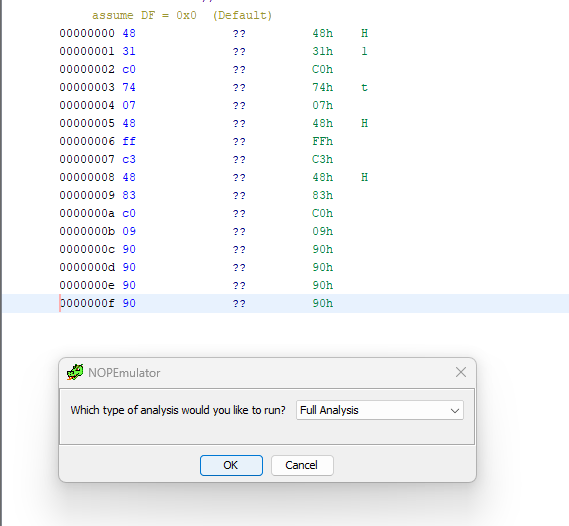 assume DF = 0x0 (Default)
00000000 48 ?? 48h H
00000001 31 ?? 31h 1
00000002 c0 ?? C0h
00000003 74 ?? 74h t
00000004 07 ?? 07h
00000005 48 ?? 48h H
00000006 ff ?? FFh
00000007 c3 ?? C3h
00000008 48 ?? 48h H
00000009 83 ?? 83h
0000000a c0 ?? C0h
0000000b 09 ?? 09h
0000000c 90 ?? 90h
0000000d 90 ?? 90h
0000000e 90 ?? 90h
0000000f 90 ?? 90h
NOPEmulator
Which type of analysis would you like to run? Full Analysis
OK Cancel